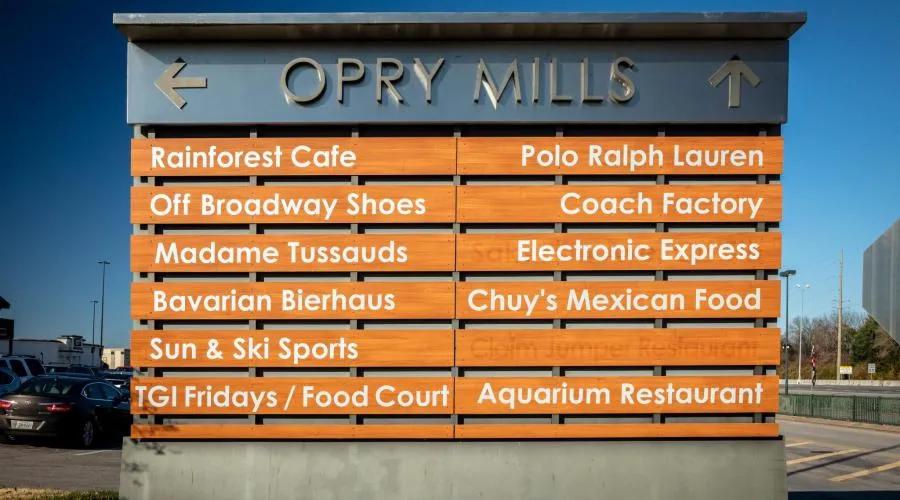 ← OPRY MILLS ↑
Rainforest Cafe
Off Broadway Shoes
Madame Tussauds
Bavarian Bierhaus
Sun & Ski Sports
TGI Fridays / Food Court
Polo Ralph Lauren
Coach Factory
Electronic Express
Chuy's Mexican Food
Restaurant
Aquarium Restaurant